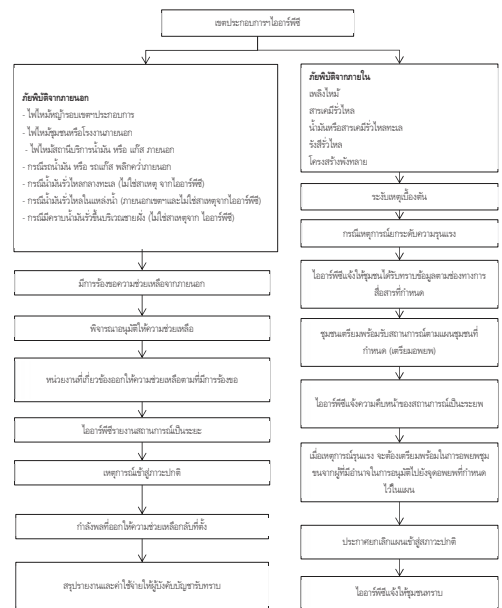 เขตประกอบการฯไออาร์พีซี
ภัยพิบัติจากภายนอก
- ไฟไหม้หญ้ารอบเขตฯประกอบการ
- ไฟไหม้ชุมชนหรือโรงงานภายนอก
- ไฟไหม้สถานีบริการน้ำมัน หรือ แก๊ส ภายนอก
- กรณีรถน้ำมัน หรือ รถแก๊ส พลิกคว่ำภายนอก
- กรณีน้ำมันรั่วไหลกลางทะเล (ไม่ใช่สาเหตุ จากไออาร์พีซี)
- กรณีน้ำมันรั่วไหลในแหล่งน้ำ (ภายนอกเขตฯและไม่ใช่สาเหตุจากไออาร์พีซี)
- กรณีมีคราบน้ำมันรั่วขึ้นบริเวณชายฝั่ง (ไม่ใช่สาเหตุจาก ไออาร์พีซี)
มีการร้องขอความช่วยเหลือจากภายนอก
พิจารณาอนุมัติให้ความช่วยเหลือ
หน่วยงานที่เกี่ยวข้องออกให้ความช่วยเหลือตามที่มีการร้องขอ
ไออาร์พีซีรายงานสถานการณ์เป็นระยะ
เหตุการณ์เข้าสู่ภาวะปกติ
กำลังพลที่ออกให้ความช่วยเหลือกลับที่ตั้ง
สรุปรายงานและค่าใช้จ่ายให้ผู้บังคับบัญชารับทราบ
ภัยพิบัติจากภายใน
เพลิงไหม้
สารเคมีรั่วไหล
น้ำมันหรือสารเคมีรั่วไหลทะเล
รังสีรั่วไหล
โครงสร้างพังทลาย
ระงับเหตุเบื้องต้น
กรณีเหตุการณ์ยกระดับความรุนแรง
ไออาร์พีซีแจ้งให้ชุมชนได้รับทราบข้อมูลตามช่องทางการ
สื่อสารที่กำหนด
ชุมชนเตรียมพร้อมรับสถานการณ์ตามแผนชุมชนที่
กำหนด (เตรียมอพยพ)
ไออาร์พีซีแจ้งความคืบหน้าของสถานการณ์เป็นระยะพ
เมื่อเหตุการณ์รุนแรง จะต้องเตรียมพร้อมในการอพยพชุม
ชนจากผู้ที่มีอำนาจในการอนุมัติไปยังจุดอพยพที่กำหนด
ไว้ในแผน
ประกาศยกเลิกแผนเข้าสู่สภาวะปกติ
ไออาร์พีซีแจ้งให้ชุมชนทราบ